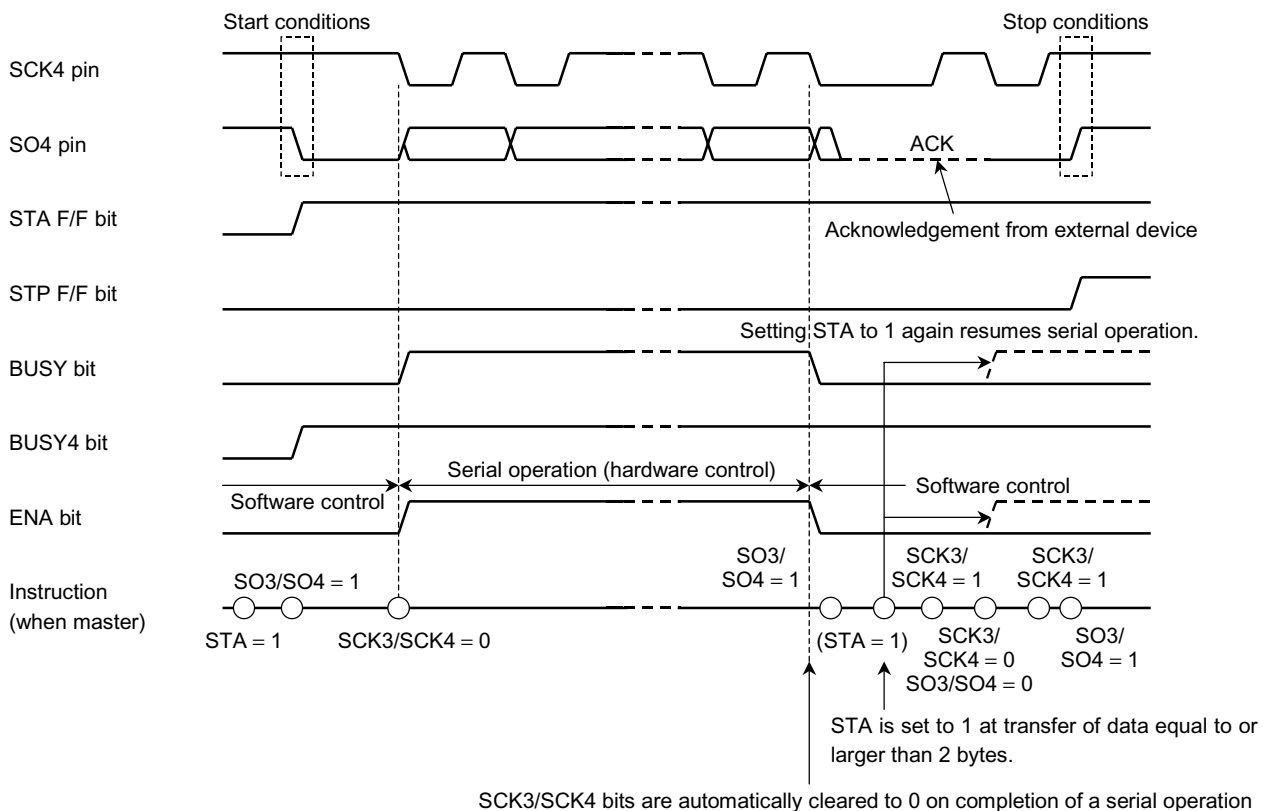 Start conditions
Stop conditions
SCK4 pin
SO4 pin
ACK
STA F/F bit
Acknowledgement from external device
STP F/F bit
Setting STA to 1 again resumes serial operation.
BUSY bit
BUSY4 bit
Serial operation (hardware control)
Software control
Software control
ENA bit
SO3/
SO4 = 1
SCK3/
SCK4 = 1
SCK3/
SCK4 = 1
SO3/SO4 = 1
Instruction
(when master)
STA = 1
SCK3/SCK4 = 0
(STA = 1)
SCK3/
SCK4 = 0
SO3/SO4 = 0
SO3/
SO4 = 1
STA is set to 1 at transfer of data equal to or
larger than 2 bytes.
SCK3/SCK4 bits are automatically cleared to 0 on completion of a serial operation